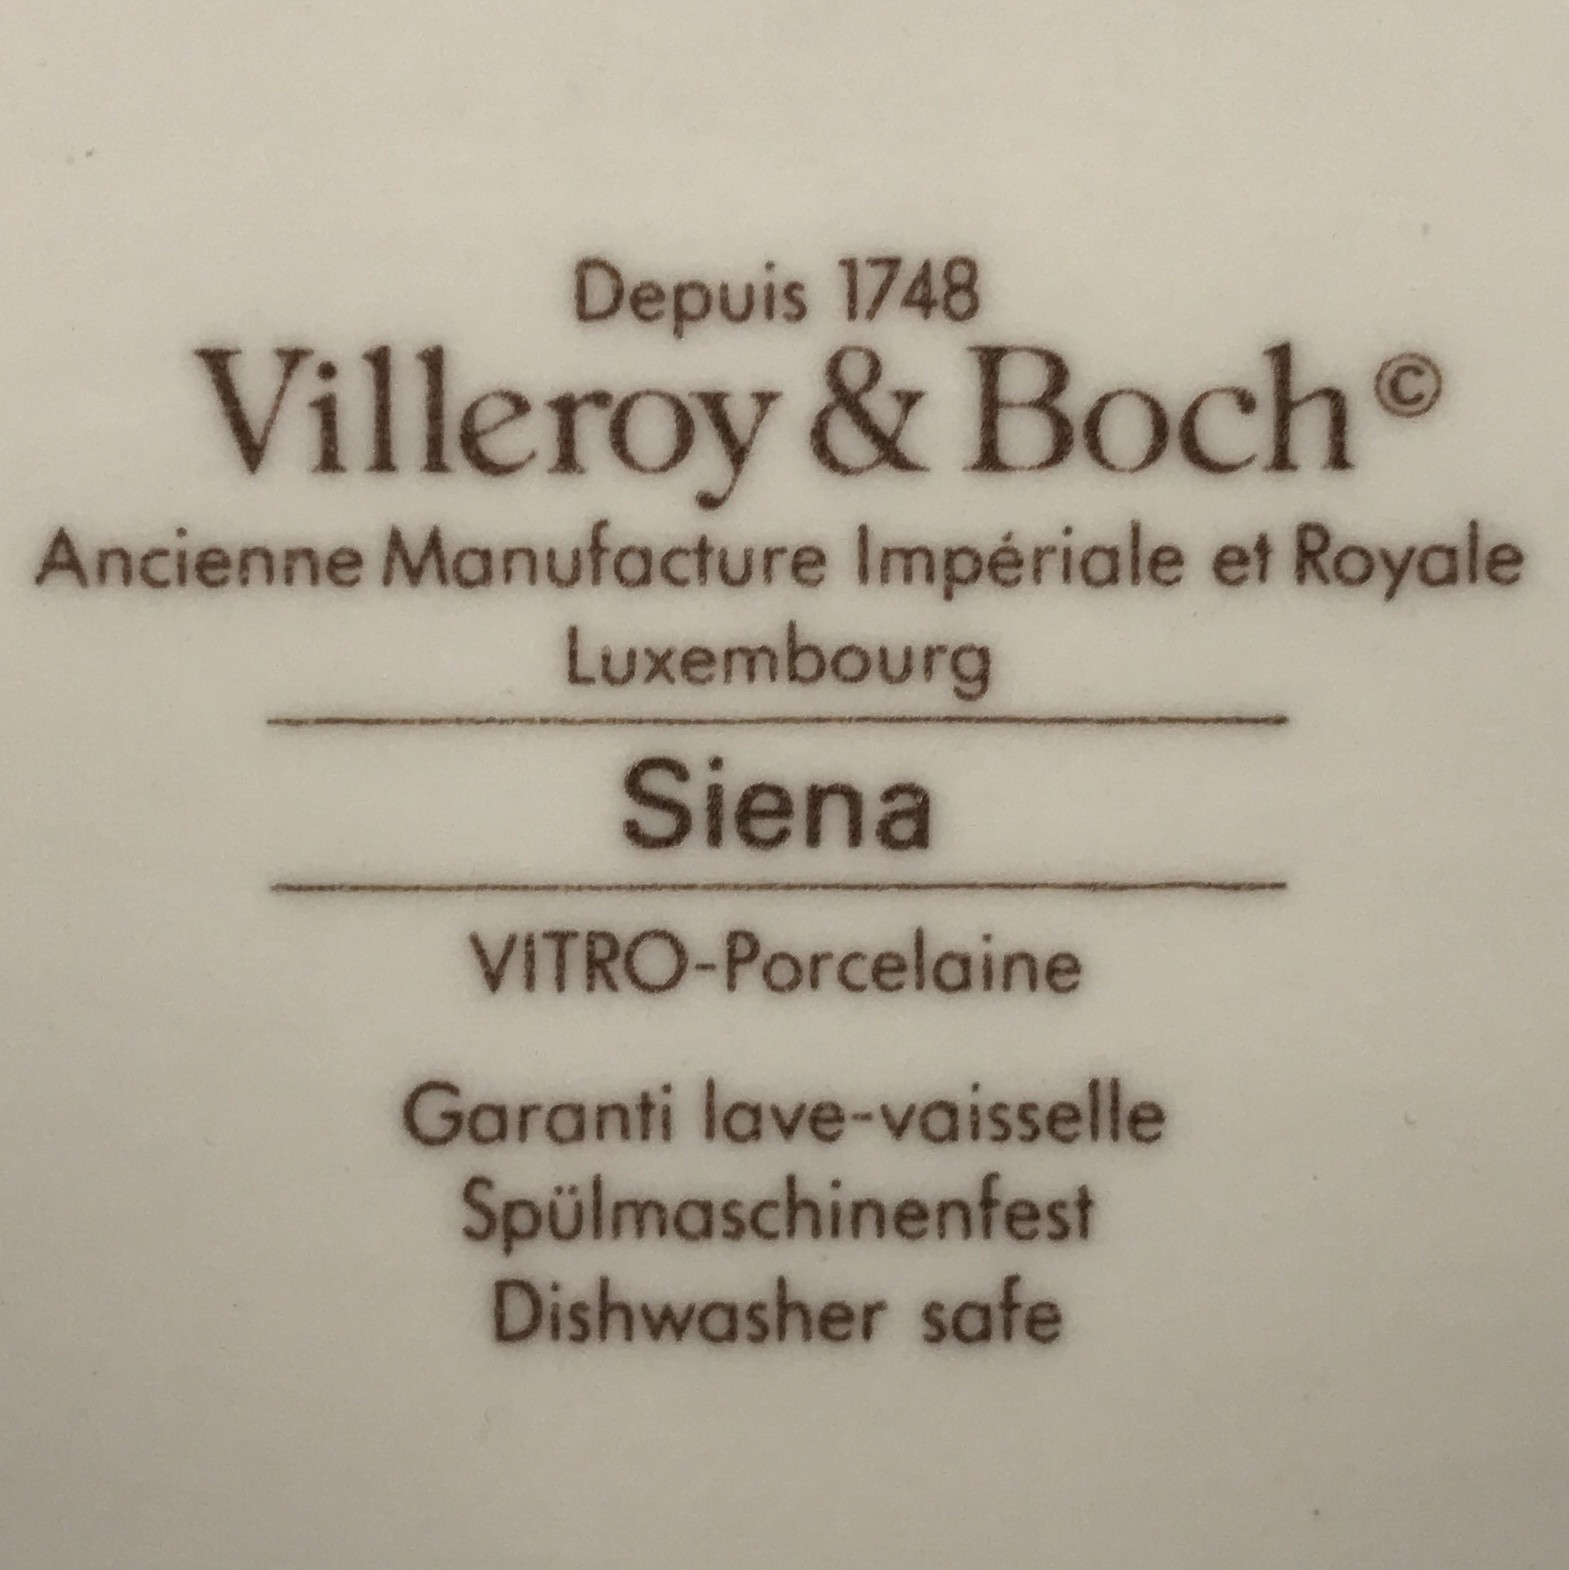 Depuis 1748
Villeroy & Boch©
Ancienne Manufacture Impériale et Royale
Luxembourg
Siena
VITRO-Porcelaine
Garanti lave-vaisselle
Spülmaschinenfest
Dishwasher safe